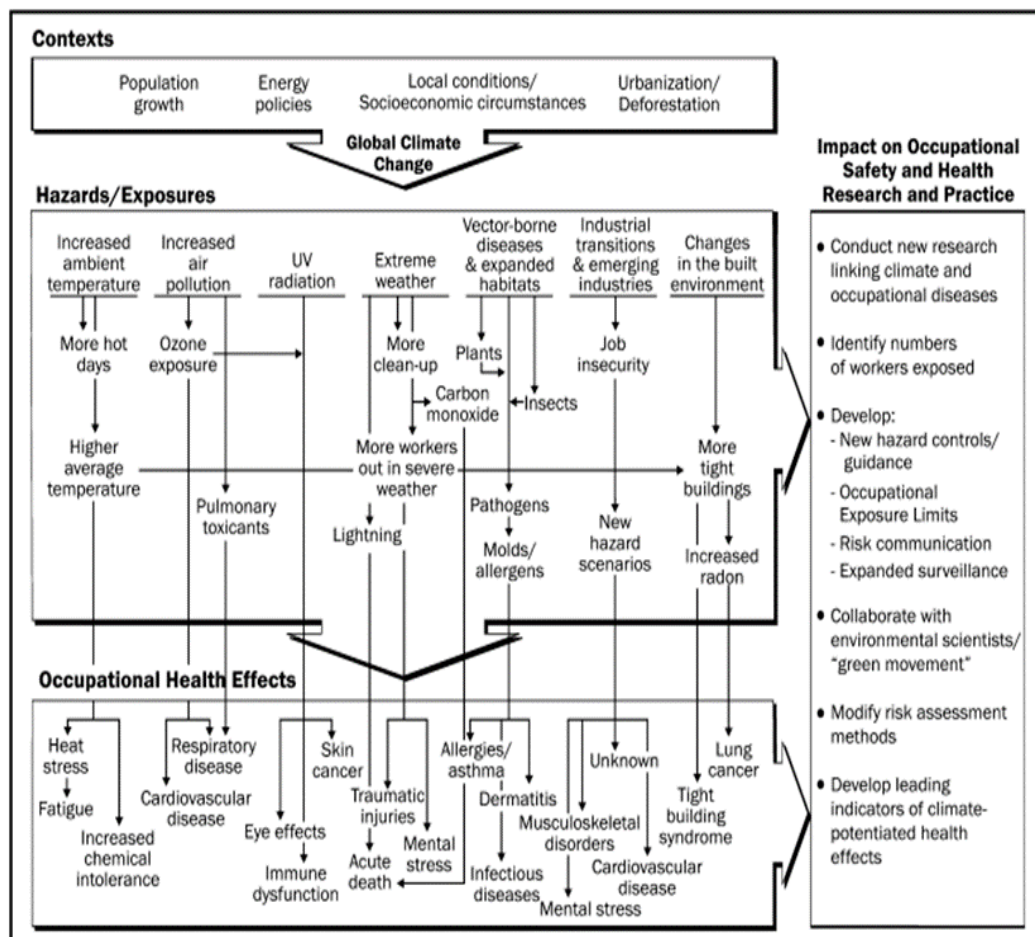 Contexts
Population
growth
Energy
policies
Local conditions/
Socioeconomic circumstances
Urbanization/
Deforestation
Global Climate
Change
Hazards/Exposures
Increased
ambient
temperature
Increased
air
pollution
UV
radiation
Extreme
weather
Vector-borne
diseases
& expanded
habitats
Industrial
transitions
& emerging
industries
Changes
in the built
environment
More hot
days
Ozone
exposure
More
clean-up
Plants
Insects
Job
insecurity
Carbon
monoxide
Higher
average
temperature
More workers
out in severe
weather
More
tight
buildings
Pulmonary
toxicants
Lightning
Pathogens
Molds/
allergens
New
hazard
scenarios
Increased
radon
Occupational Health Effects
Heat
stress
Fatigue
Increased
chemical
intolerance
Respiratory
disease
Cardiovascular
disease
Skin
cancer
Eye effects
Immune
dysfunction
Traumatic
injuries
Acute
death
Mental
stress
Allergies/
asthma
Dermatitis
Infectious
diseases
Unknown
Musculoskeletal
disorders
Cardiovascular
disease
Mental stress
Lung
cancer
Tight
building
syndrome
Impact on Occupational
Safety and Health
Research and Practice
• Conduct new research
linking climate and
occupational diseases
• Identify numbers
of workers exposed
• Develop:
- New hazard controls/
guidance
- Occupational
Exposure Limits
- Risk communication
- Expanded surveillance
• Collaborate with
environmental scientists/
"green movement"
• Modify risk assessment
methods
• Develop leading
indicators of climate-
potentiated health
effects